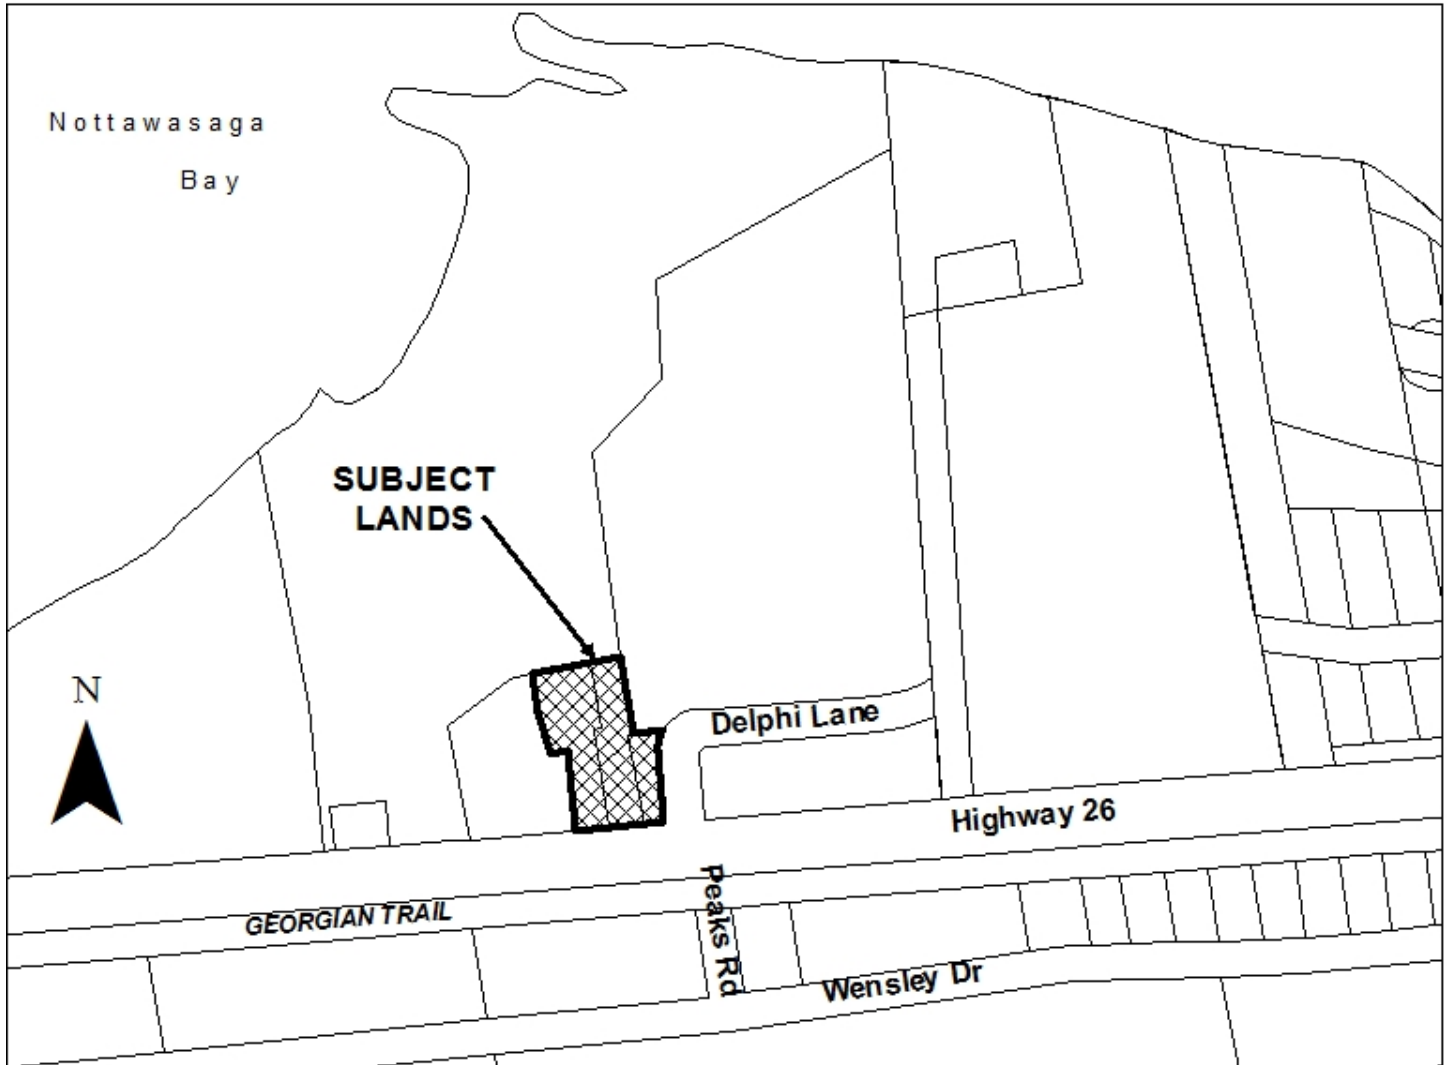 Nottawasaga
Bay
SUBJECT
LANDS
N
Delphi Lane
Highway 26
Peaks Rd
GEORGIAN TRAIL
Wensley Dr